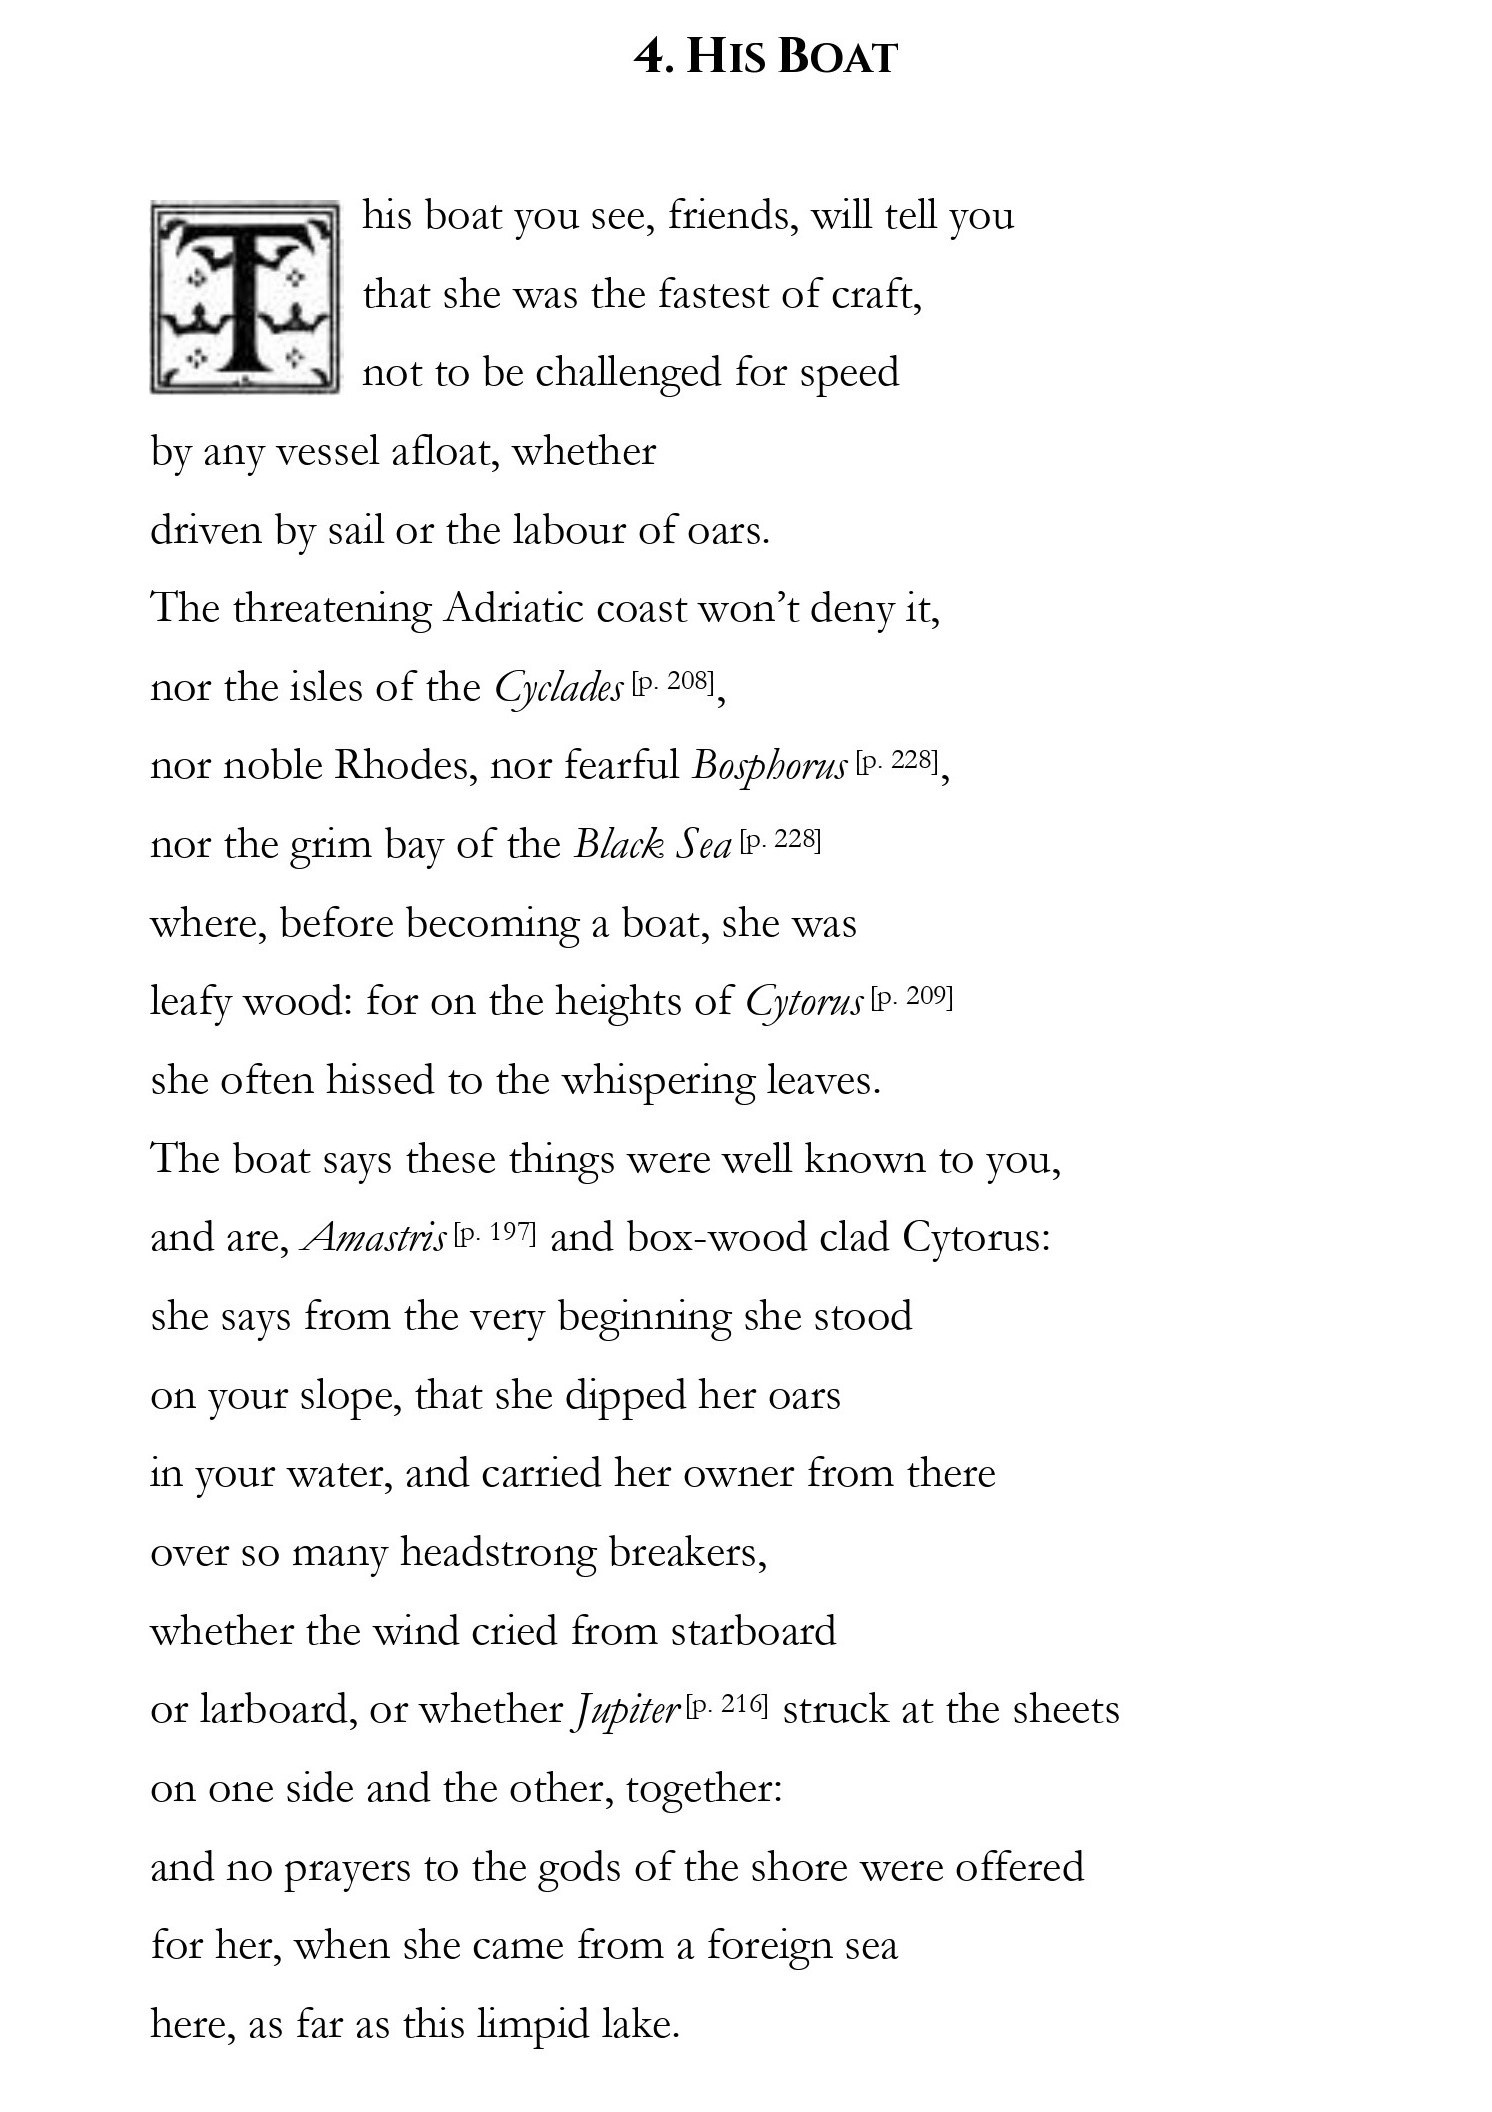 4. His Boat
This boat you see, friends, will tell you
that she was the fastest of craft,
not to be challenged for speed
by any vessel afloat, whether
driven by sail or the labour of oars.
The threatening Adriatic coast won’t deny it,
nor the isles of the Cyclades [p. 208],
nor noble Rhodes, nor fearful Bosphorus [p. 228],
nor the grim bay of the Black Sea [p. 228]
where, before becoming a boat, she was
leafy wood: for on the heights of Cytorus [p. 209]
she often hissed to the whispering leaves.
The boat says these things were well known to you,
and are, Amastris [p. 197] and box-wood clad Cytorus:
she says from the very beginning she stood
on your slope, that she dipped her oars
in your water, and carried her owner from there
over so many headstrong breakers,
whether the wind cried from starboard
or larboard, or whether Jupiter [p. 216] struck at the sheets
on one side and the other, together:
and no prayers to the gods of the shore were offered
for her, when she came from a foreign sea
here, as far as this limpid lake.